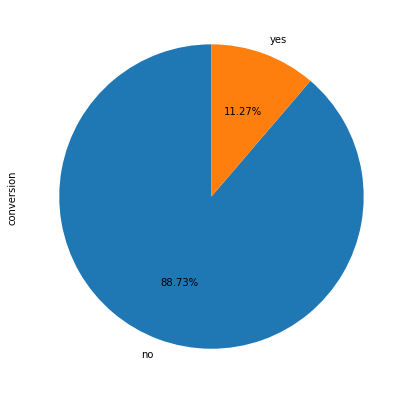 yes
11.27%
conversion
88.73%
no